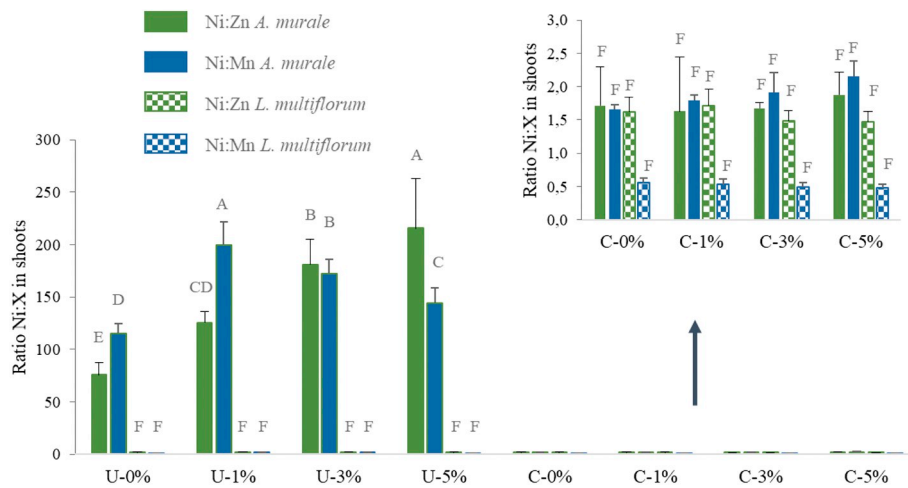 Ni:Zn A. murale
Ni:Mn A. murale
Ni:Zn L. multiflorum
Ni:Mn L. multiflorum
Ratio Ni:X in shoots
300
250
200
150
100
50
0
E
D
F F
CD
A
F F
B B
F F
A
C
F F
U-0% U-1% U-3% U-5% C-0% C-1% C-3% C-5%
Ratio Ni:X in shoots
3,0
2,5
2,0
1,5
1,0
0,5
0,0
F F F F
F F F F
F F F F
F F F F
C-0% C-1% C-3% C-5%